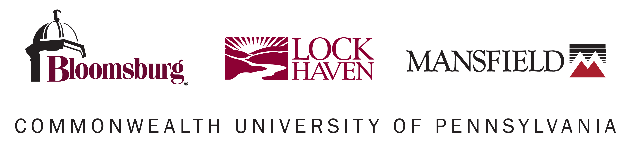 Bloomsburg
LOCK
HAVEN
MANSFIELD
COMMONWEALTH UNIVERSITY OF PENNSYLVANIA